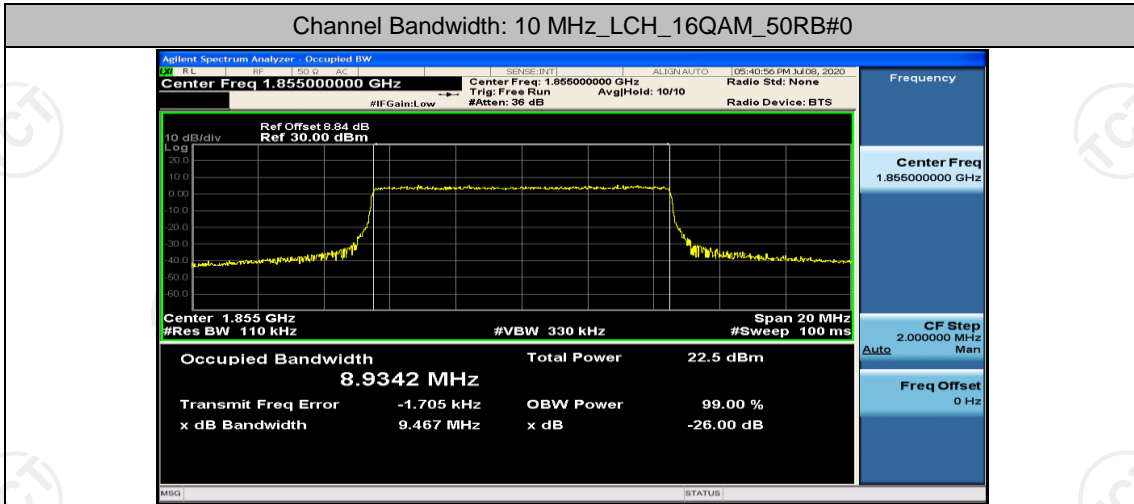 Channel Bandwidth: 10 MHz_LCH_16QAM_50RB#0
Agilent Spectrum Analyzer - Occupied BW
LXI RL RF 50 Ω AC SENSE:INT ALIGN AUTO 05:40:56 PM Jul 08, 2020
Center Freq 1.855000000 GHz
Center Freq: 1.855000000 GHz
Radio Std: None
Trig: Free Run Avg|Hold: 10/10
#IFGain:Low #Atten: 36 dB Radio Device: BTS
Frequency
Ref Offset 8.84 dB
10 dB/div Ref 30.00 dBm
Log
20.0
10.0
0.00
-10.0
-20.0
-30.0
-40.0
-50.0
-60.0
Center Freq
1.855000000 GHz
Center 1.855 GHz Span 20 MHz
#Res BW 110 kHz #VBW 330 kHz #Sweep 100 ms
CF Step
2.000000 MHz
Auto Man
Occupied Bandwidth Total Power 22.5 dBm
8.9342 MHz
Freq Offset
0 Hz
Transmit Freq Error -1.705 kHz OBW Power 99.00 %
x dB Bandwidth 9.467 MHz x dB -26.00 dB
MSG STATUS
TCT
TCT
TCT
TCT